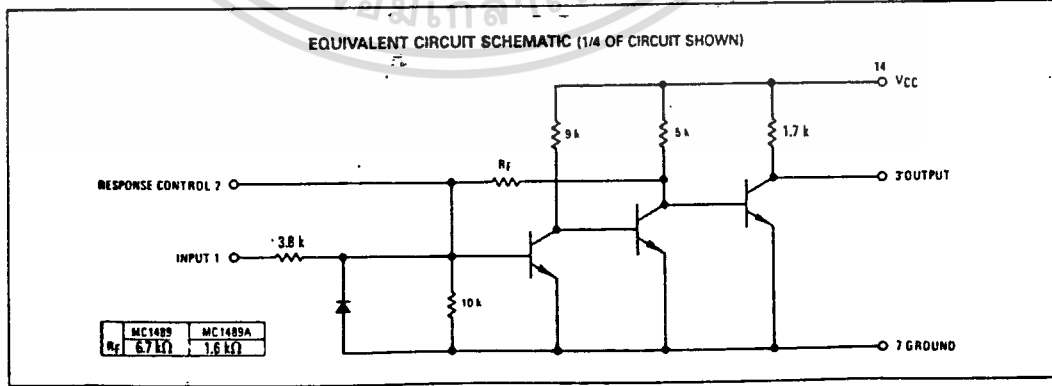 EQUIVALENT CIRCUIT SCHEMATIC (1/4 OF CIRCUIT SHOWN)
14
VCC
9 k
5 k
1.7 k
RESPONSE CONTROL 2
RF
3 OUTPUT
INPUT 1
3.8 k
10 k
MC1489 MC1489A
RF 6.7 kΩ 1.6 kΩ
7 GROUND